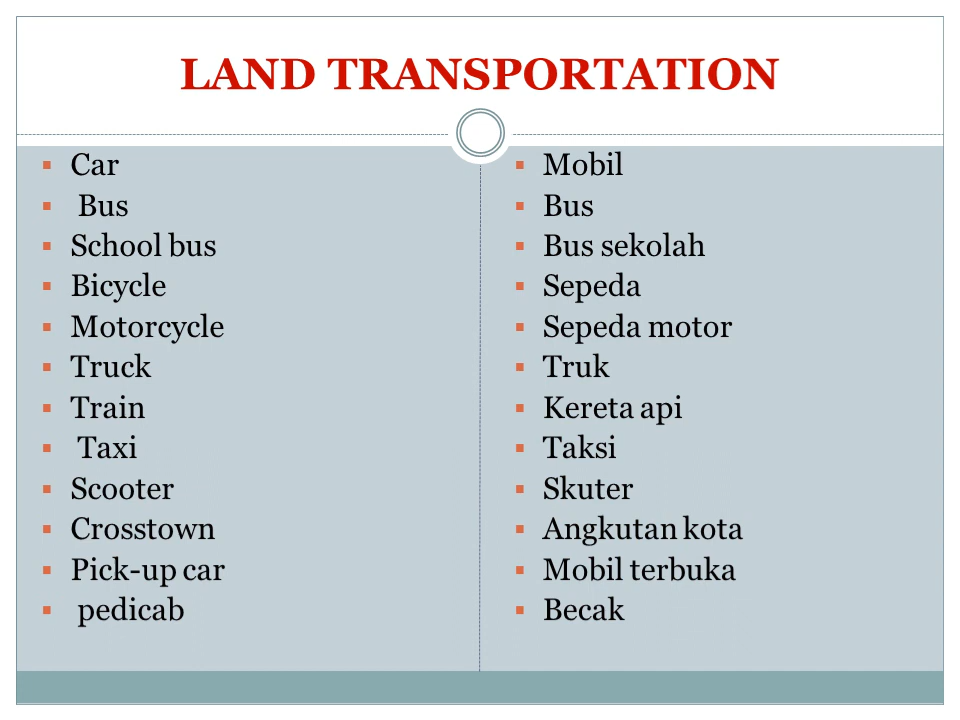 LAND TRANSPORTATION
Car
Bus
School bus
Bicycle
Motorcycle
Truck
Train
Taxi
Scooter
Crosstown
Pick-up car
pedicab
Mobil
Bus
Bus sekolah
Sepeda
Sepeda motor
Truk
Kereta api
Taksi
Skuter
Angkutan kota
Mobil terbuka
Becak